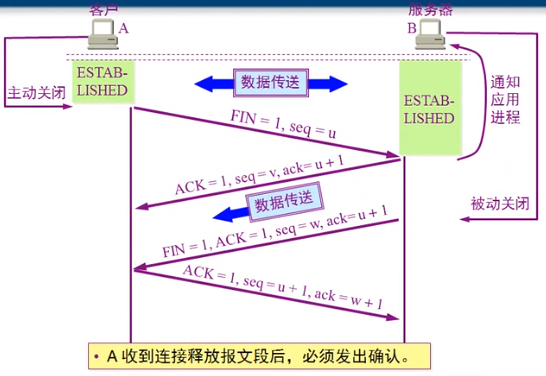 客户
服务器
A
B
ESTAB-
LISHED
数据传送
ESTAB-
LISHED
通知
应用
进程
主动关闭
FIN = 1, seq = u
ACK = 1, seq = v, ack= u + 1
数据传送
被动关闭
FIN = 1, ACK = 1, seq = w, ack= u + 1
ACK = 1, seq = u + 1, ack = w + 1
• A 收到连接释放报文段后，必须发出确认。